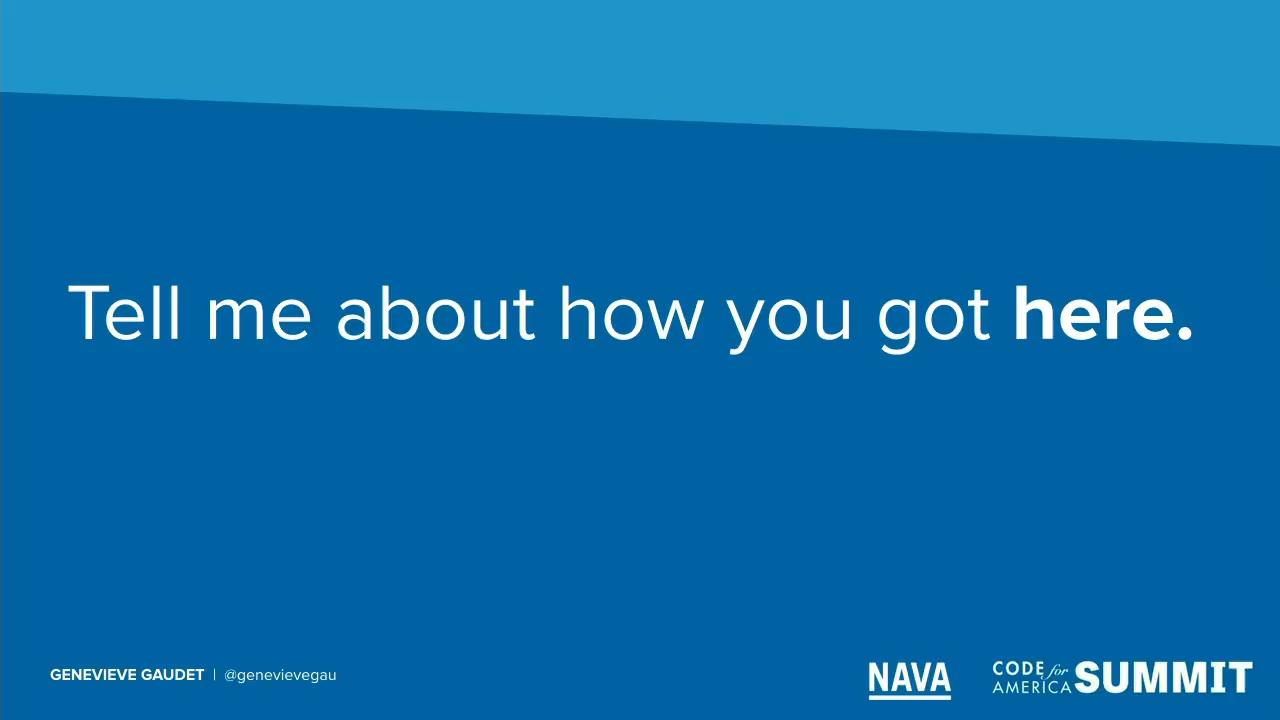 Tell me about how you got here.
GENEVIEVE GAUDET | @genevievegau
NAVA
CODE for
AMERICA SUMMIT